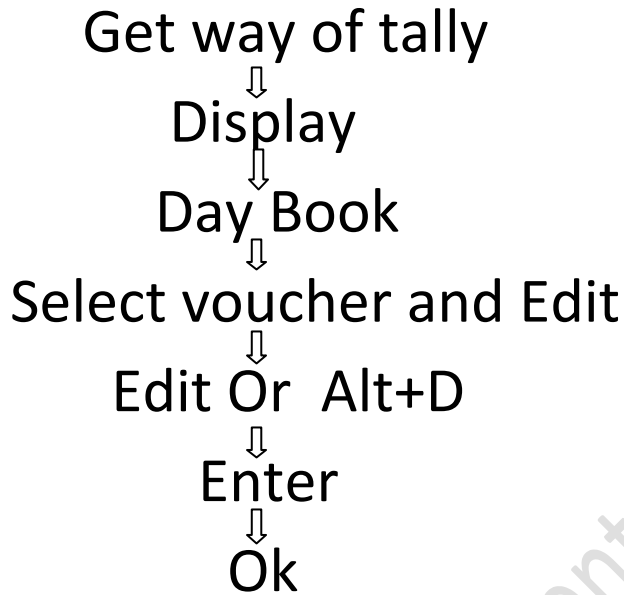 Get way of tally
Display
Day Book
Select voucher and Edit
Edit Or Alt+D
Enter
Ok